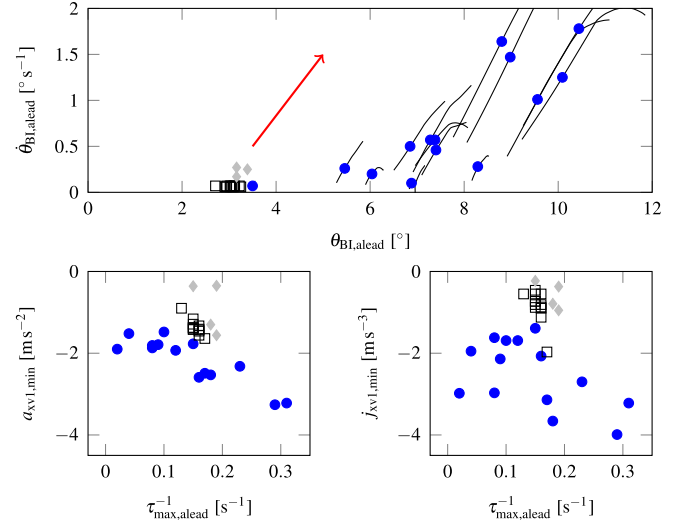 2
1.5
1
0.5
0
0 2 4 6 8 10 12
θ̇BI,alead [° s−1]
θBI,alead [°]
0
−2
−4
0 0.1 0.2 0.3
axv1,min [m s−2]
τ−1max,alead [s−1]
0
−2
−4
0 0.1 0.2 0.3
jxv1,min [m s−3]
τ−1max,alead [s−1]